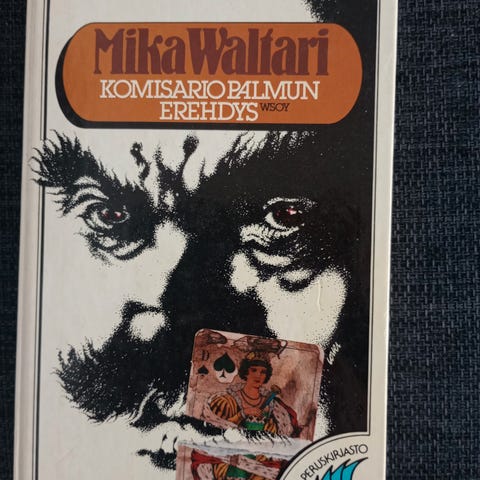 Mika Waltari
KOMISARIO PALMUN
EREHDYS WSOY
D
PERUSKIRJASTO